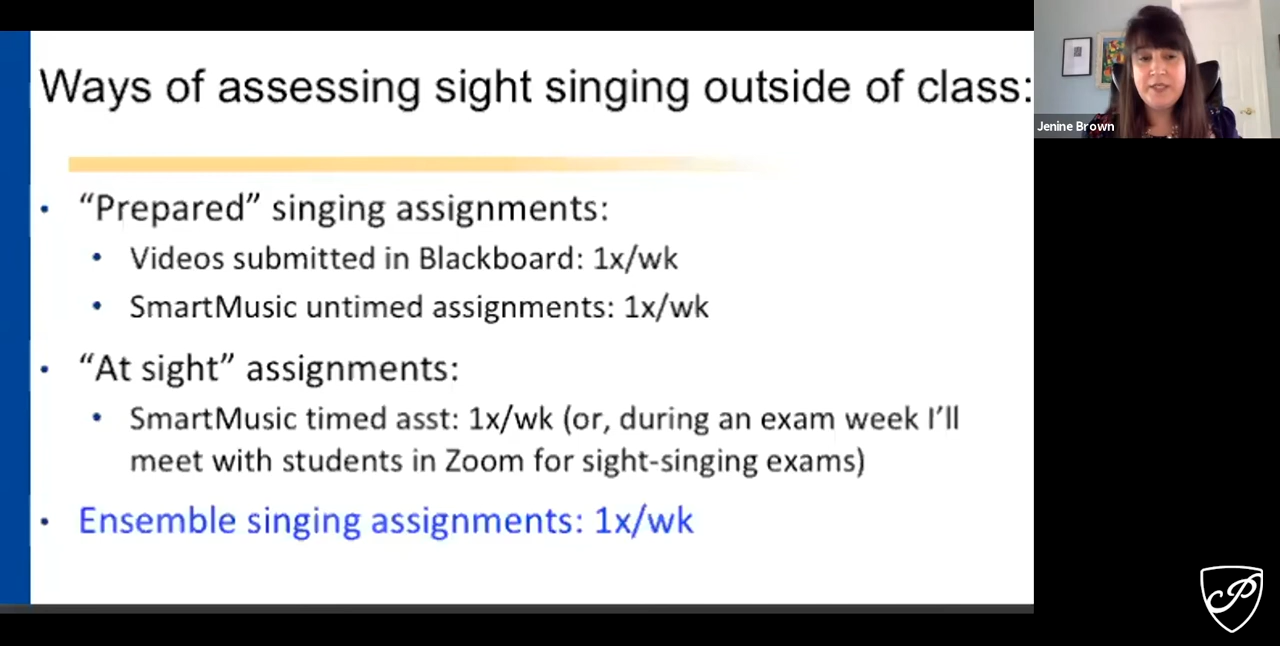 Ways of assessing sight singing outside of class:
Jenine Brown
• “Prepared” singing assignments:
• Videos submitted in Blackboard: 1x/wk
• SmartMusic untimed assignments: 1x/wk
• “At sight” assignments:
• SmartMusic timed asst: 1x/wk (or, during an exam week I’ll
meet with students in Zoom for sight-singing exams)
• Ensemble singing assignments: 1x/wk
P